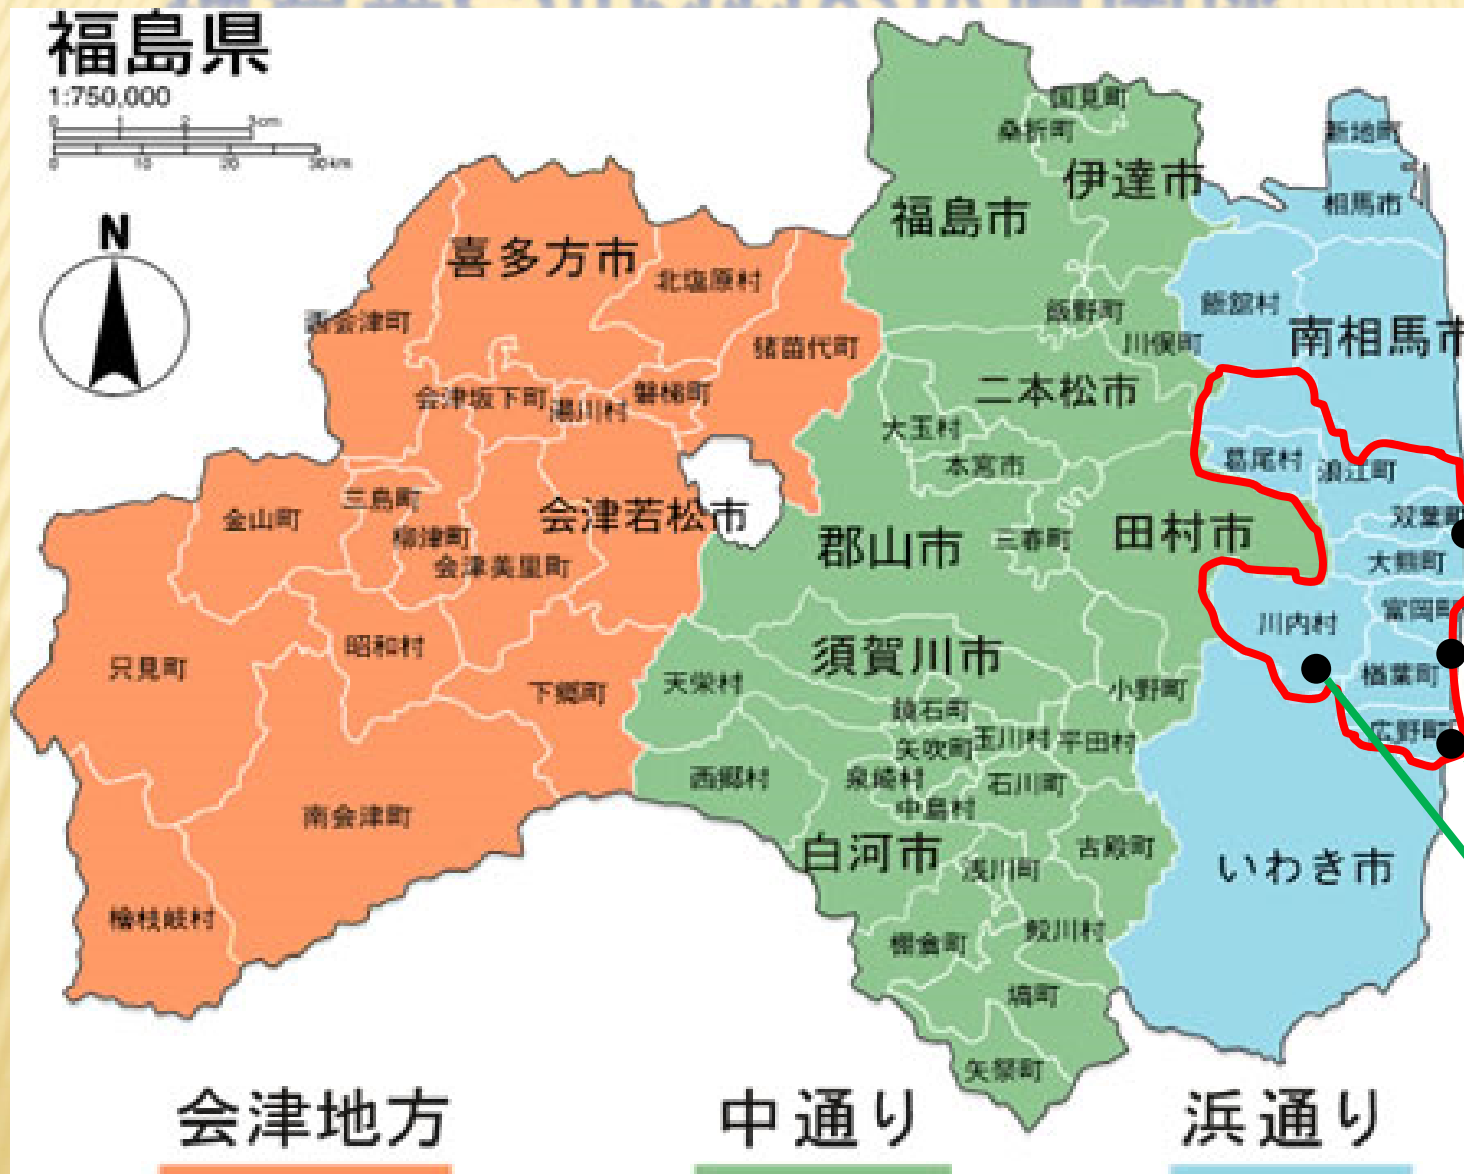 福島県
1:750,000
0 1 2 3cm
0 10 20 30km
N
国見町
桑折町
新地町
伊達市
相馬市
福島市
喜多方市
北塩原村
飯舘村
飯野町
西会津町
南相馬市
川俣町
猪苗代町
二本松市
磐梯町
会津坂下町
湯川村
大玉村
葛尾村
浪江町
本宮市
三島町
金山町
会津若松市
双葉町
田村市
柳津町
三春町
郡山市
大熊町
会津美里町
富岡町
川内村
昭和村
須賀川市
只見町
楢葉町
天栄村
下郷町
小野町
鏡石町
広野町
玉川村
平田村
矢吹町
西郷村
泉崎村
石川町
中島村
南会津町
古殿町
白河市
浅川町
いわき市
檜枝岐村
鮫川村
棚倉町
塙町
矢祭町
会津地方
中通り
浜通り